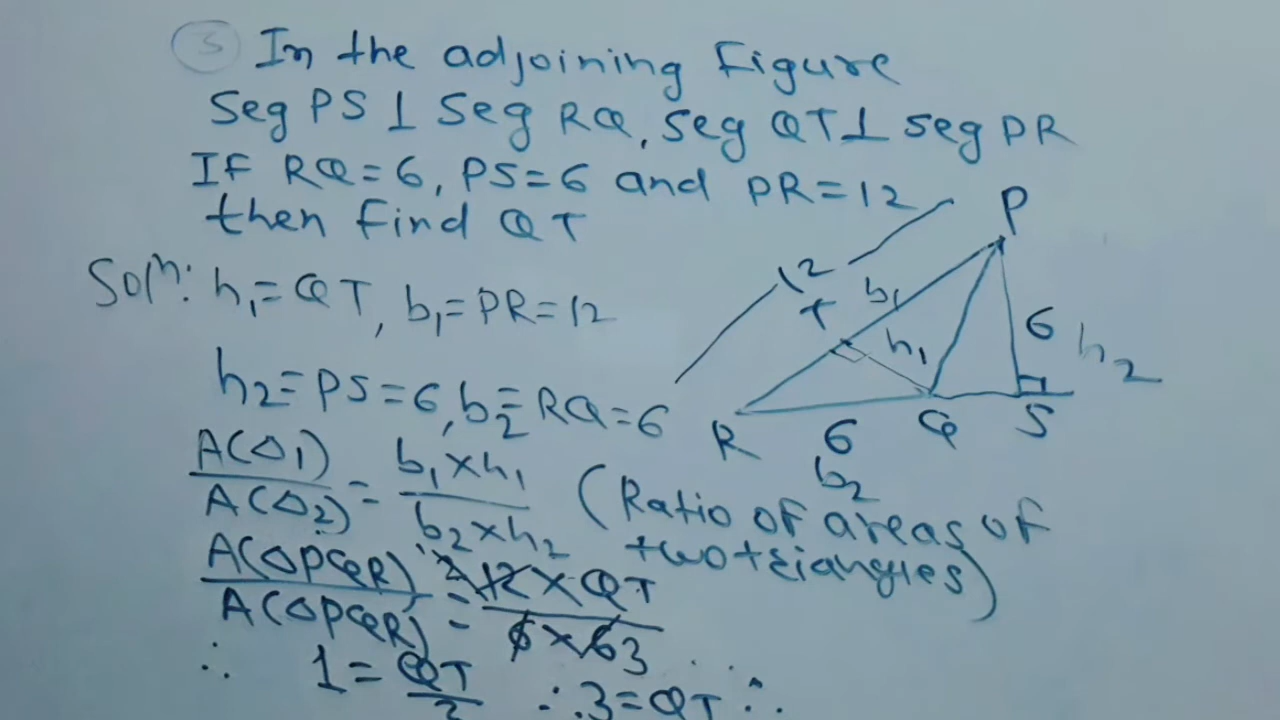 3 In the adjoining Figure
seg PS ⊥ seg RQ, seg QT ⊥ seg PR
IF RQ=6, PS=6 and PR=12
then find QT
Solⁿ: h₁=QT, b₁=PR=12
h₂=PS=6, b₂=RQ=6
A(△1)/A(△2) = b₁×h₁/b₂×h₂ (Ratio of areas of two triangles)
A(△PQR)/A(△PQR) = 12×QT/6×6 3
∴ 1=QT/3 ∴ 3=QT ∴
P
12
b₁
T
h₁
6
h₂
R
6
b₂
Q
S